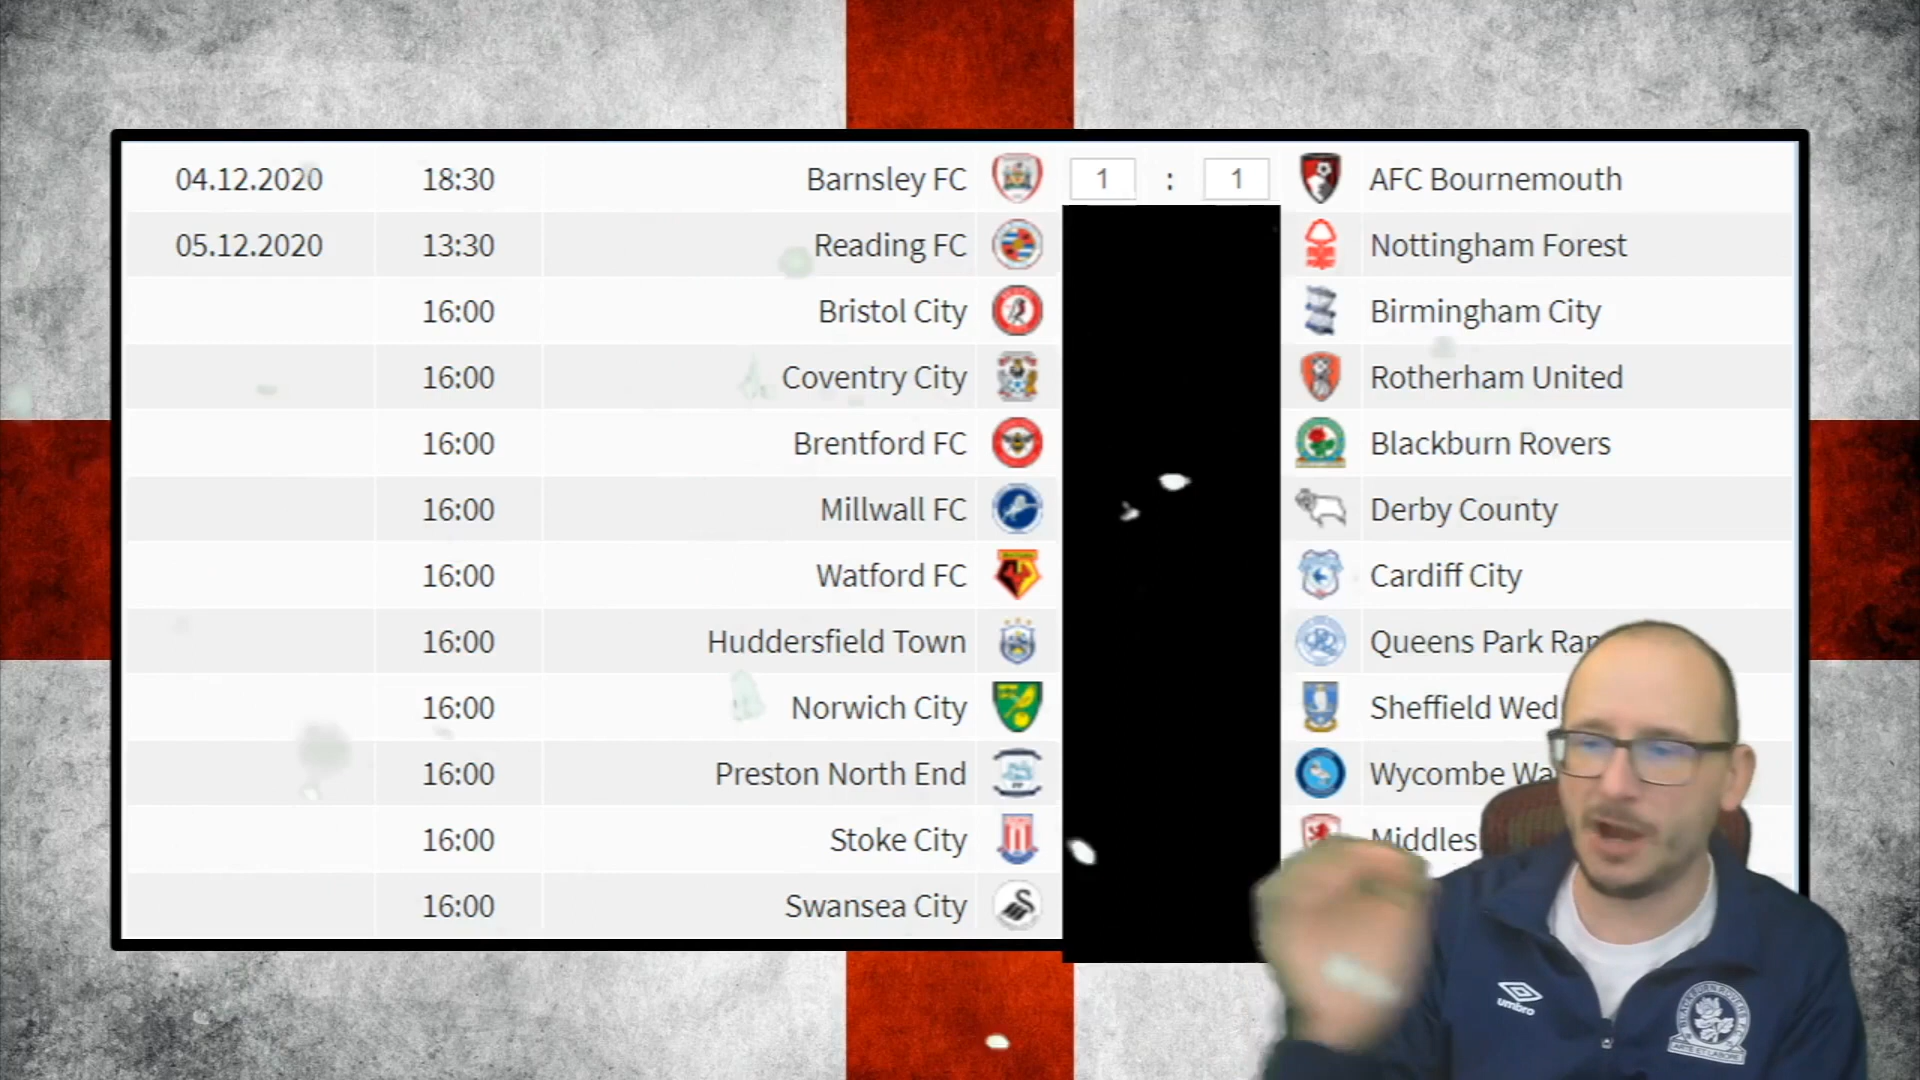 04.12.2020 18:30 Barnsley FC 1 : 1 AFC Bournemouth
05.12.2020 13:30 Reading FC Nottingham Forest
16:00 Bristol City Birmingham City
16:00 Coventry City Rotherham United
16:00 Brentford FC Blackburn Rovers
16:00 Millwall FC Derby County
16:00 Watford FC Cardiff City
16:00 Huddersfield Town Queens Park
16:00 Norwich City Sheffield
16:00 Preston North End Wycombe
16:00 Stoke City
16:00 Swansea City
umbro